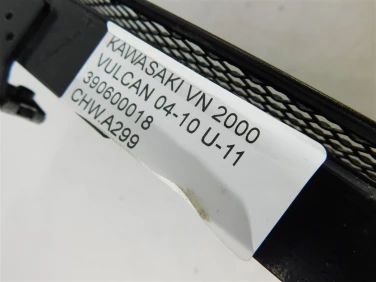 KAWASAKI VN 2000
VULCAN 04-10 U-11
390600018
CHW.A299